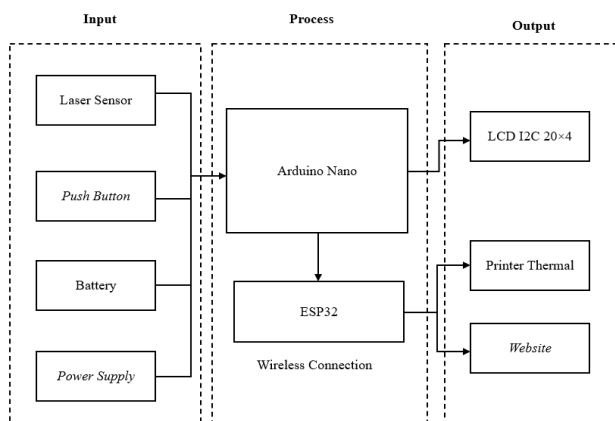 Input
Process
Output
Laser Sensor
Push Button
Battery
Power Supply
Arduino Nano
ESP32
Wireless Connection
LCD I2C 20×4
Printer Thermal
Website